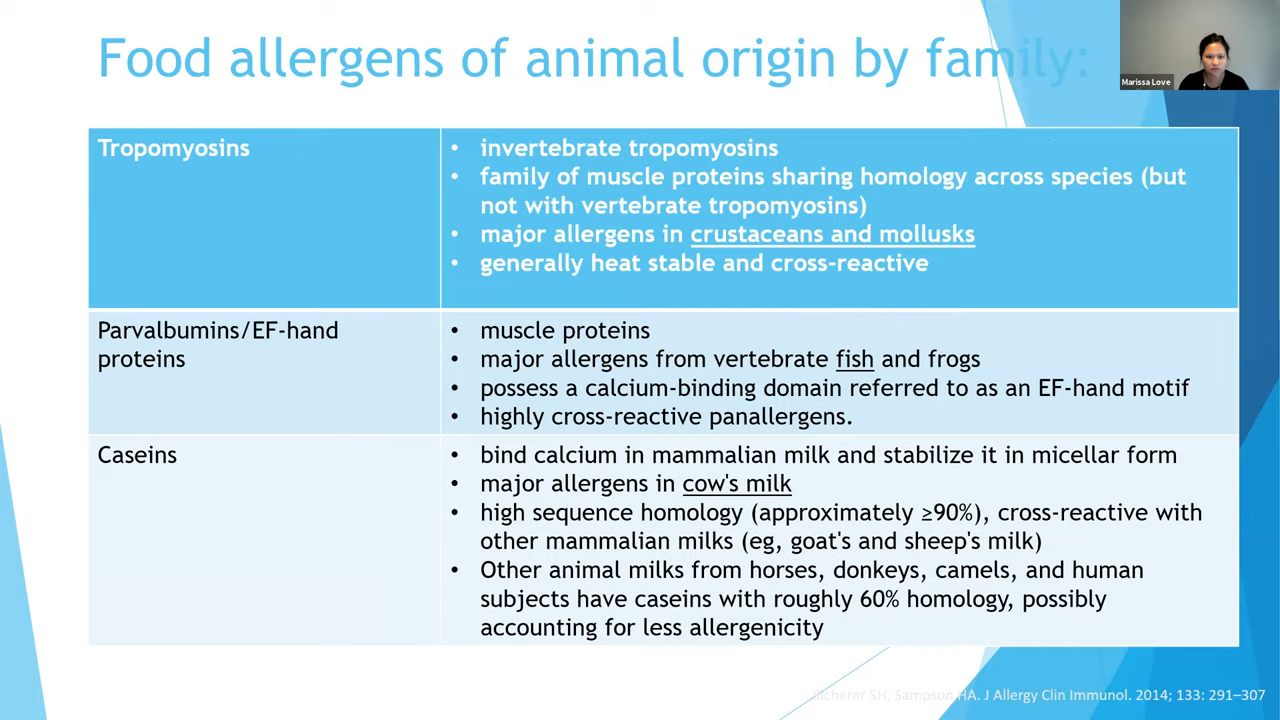 Food allergens of animal origin by family:
Marissa Love
Tropomyosins
• invertebrate tropomyosins
• family of muscle proteins sharing homology across species (but
not with vertebrate tropomyosins)
• major allergens in crustaceans and mollusks
• generally heat stable and cross-reactive
Parvalbumins/EF-hand
proteins
• muscle proteins
• major allergens from vertebrate fish and frogs
• possess a calcium-binding domain referred to as an EF-hand motif
• highly cross-reactive panallergens.
Caseins
• bind calcium in mammalian milk and stabilize it in micellar form
• major allergens in cow's milk
• high sequence homology (approximately ≥90%), cross-reactive with
other mammalian milks (eg, goat's and sheep's milk)
• Other animal milks from horses, donkeys, camels, and human
subjects have caseins with roughly 60% homology, possibly
accounting for less allergenicity
Sicherer SH, Sampson HA. J Allergy Clin Immunol. 2014; 133: 291–307